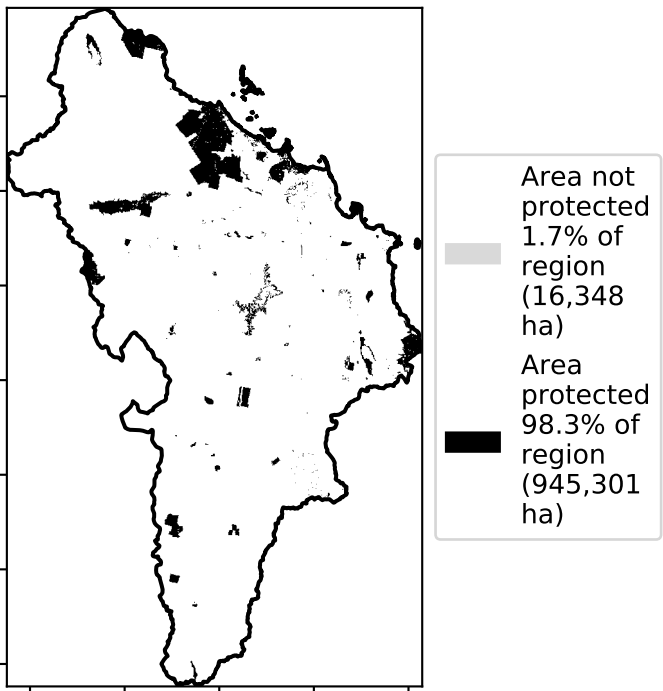 Area not
protected
1.7% of
region
(16,348
ha)
Area
protected
98.3% of
region
(945,301
ha)